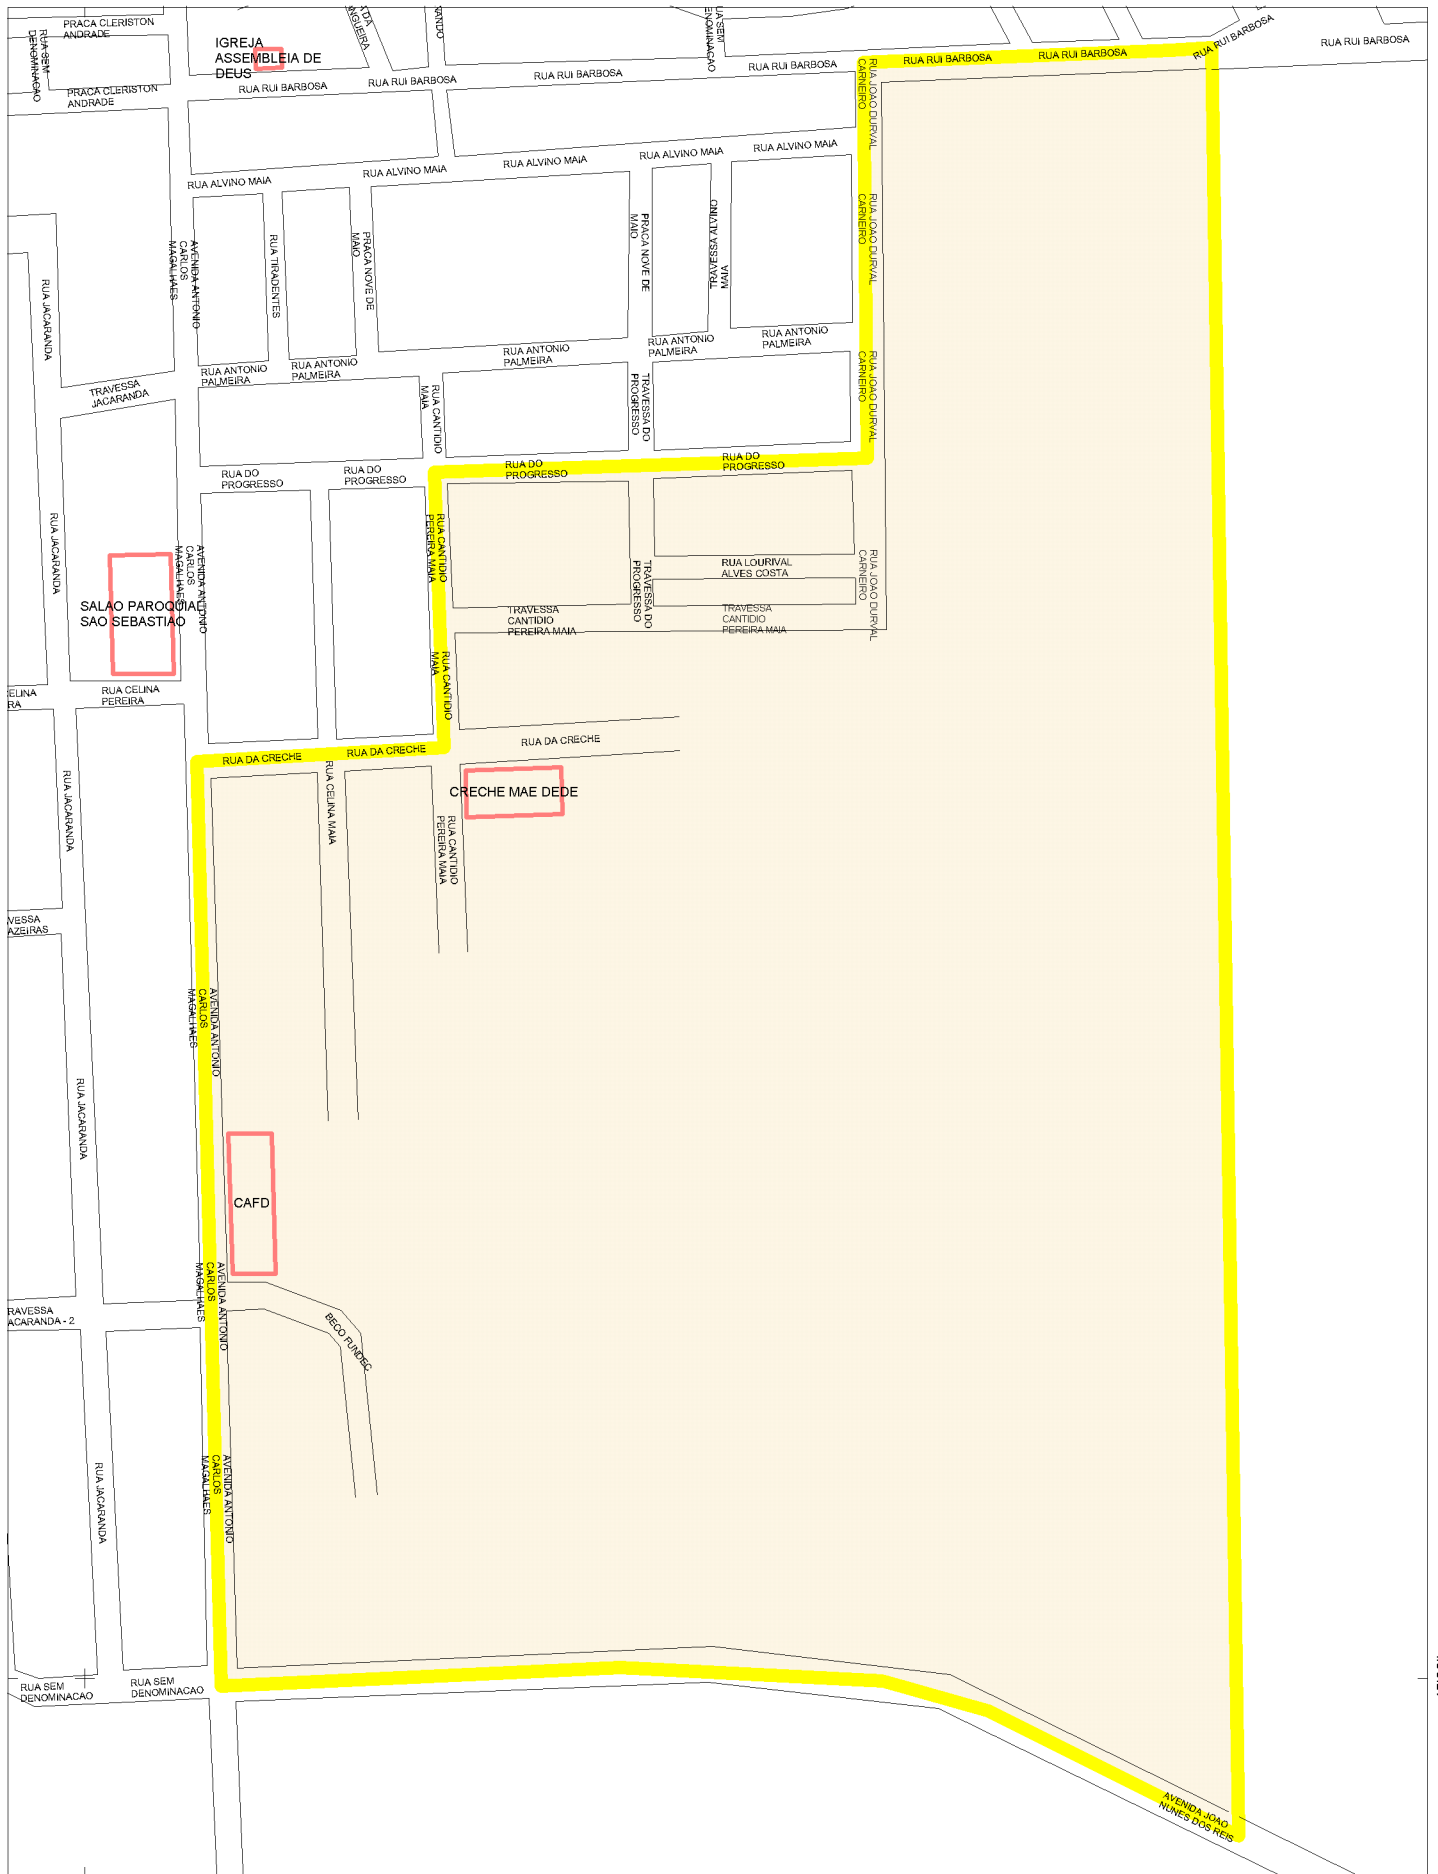 PRACA CLERISTON
ANDRADE
RUA SEM
DENOMINACAO
IGREJA
ASSEMBLEIA DE
DEUS
PRACA CLERISTON
ANDRADE
RUA RUI BARBOSA
RUA RUI BARBOSA
RUA RUI BARBOSA
RUA RUI BARBOSA
RUA RUI BARBOSA
RUA RUI BARBOSA
RUA RUI BARBOSA
RUA RUI BARBOSA
RUA JOAO DURVAL
CARNEIRO
RUA ALVINO MAIA
RUA ALVINO MAIA
RUA ALVINO MAIA
RUA ALVINO MAIA
RUA ALVINO MAIA
AVENIDA ANTONIO
CARLOS
MAGALHAES
RUA TIRADENTES
PRACA NOVE DE
MAIO
PRACA NOVE DE
MAIO
TRAVESSA ALVINO
MAIA
RUA JOAO DURVAL
CARNEIRO
RUA JACARANDA
RUA ANTONIO
PALMEIRA
RUA ANTONIO
PALMEIRA
RUA ANTONIO
PALMEIRA
RUA ANTONIO
PALMEIRA
RUA ANTONIO
PALMEIRA
TRAVESSA
JACARANDA
RUA CANTIDIO
MAIA
TRAVESSA DO
PROGRESSO
RUA JOAO DURVAL
CARNEIRO
RUA DO
PROGRESSO
RUA DO
PROGRESSO
RUA DO
PROGRESSO
RUA DO
PROGRESSO
RUA JACARANDA
AVENIDA ANTONIO
CARLOS
MAGALHAES
RUA CANTIDIO
PEREIRA MAIA
TRAVESSA DO
PROGRESSO
RUA LOURIVAL
ALVES COSTA
RUA JOAO DURVAL
CARNEIRO
SALAO PAROQUIAL
SAO SEBASTIAO
TRAVESSA
CANTIDIO
PEREIRA MAIA
TRAVESSA
CANTIDIO
PEREIRA MAIA
RUA CANTIDIO
MAIA
ELINA
RA
RUA CELINA
PEREIRA
RUA DA CRECHE
RUA DA CRECHE
RUA DA CRECHE
RUA JACARANDA
RUA CELINA MAIA
CRECHE MAE DEDE
RUA CANTIDIO
PEREIRA MAIA
VESSA
AZEIRAS
AVENIDA ANTONIO
CARLOS
MAGALHAES
RUA JACARANDA
CAFD
AVENIDA ANTONIO
CARLOS
MAGALHAES
RAVESSA
ACARANDA - 2
BECO FUNDEC
RUA JACARANDA
AVENIDA ANTONIO
CARLOS
MAGALHAES
RUA SEM
DENOMINACAO
RUA SEM
DENOMINACAO
AVENIDA JOAO
NUNES DOS REIS